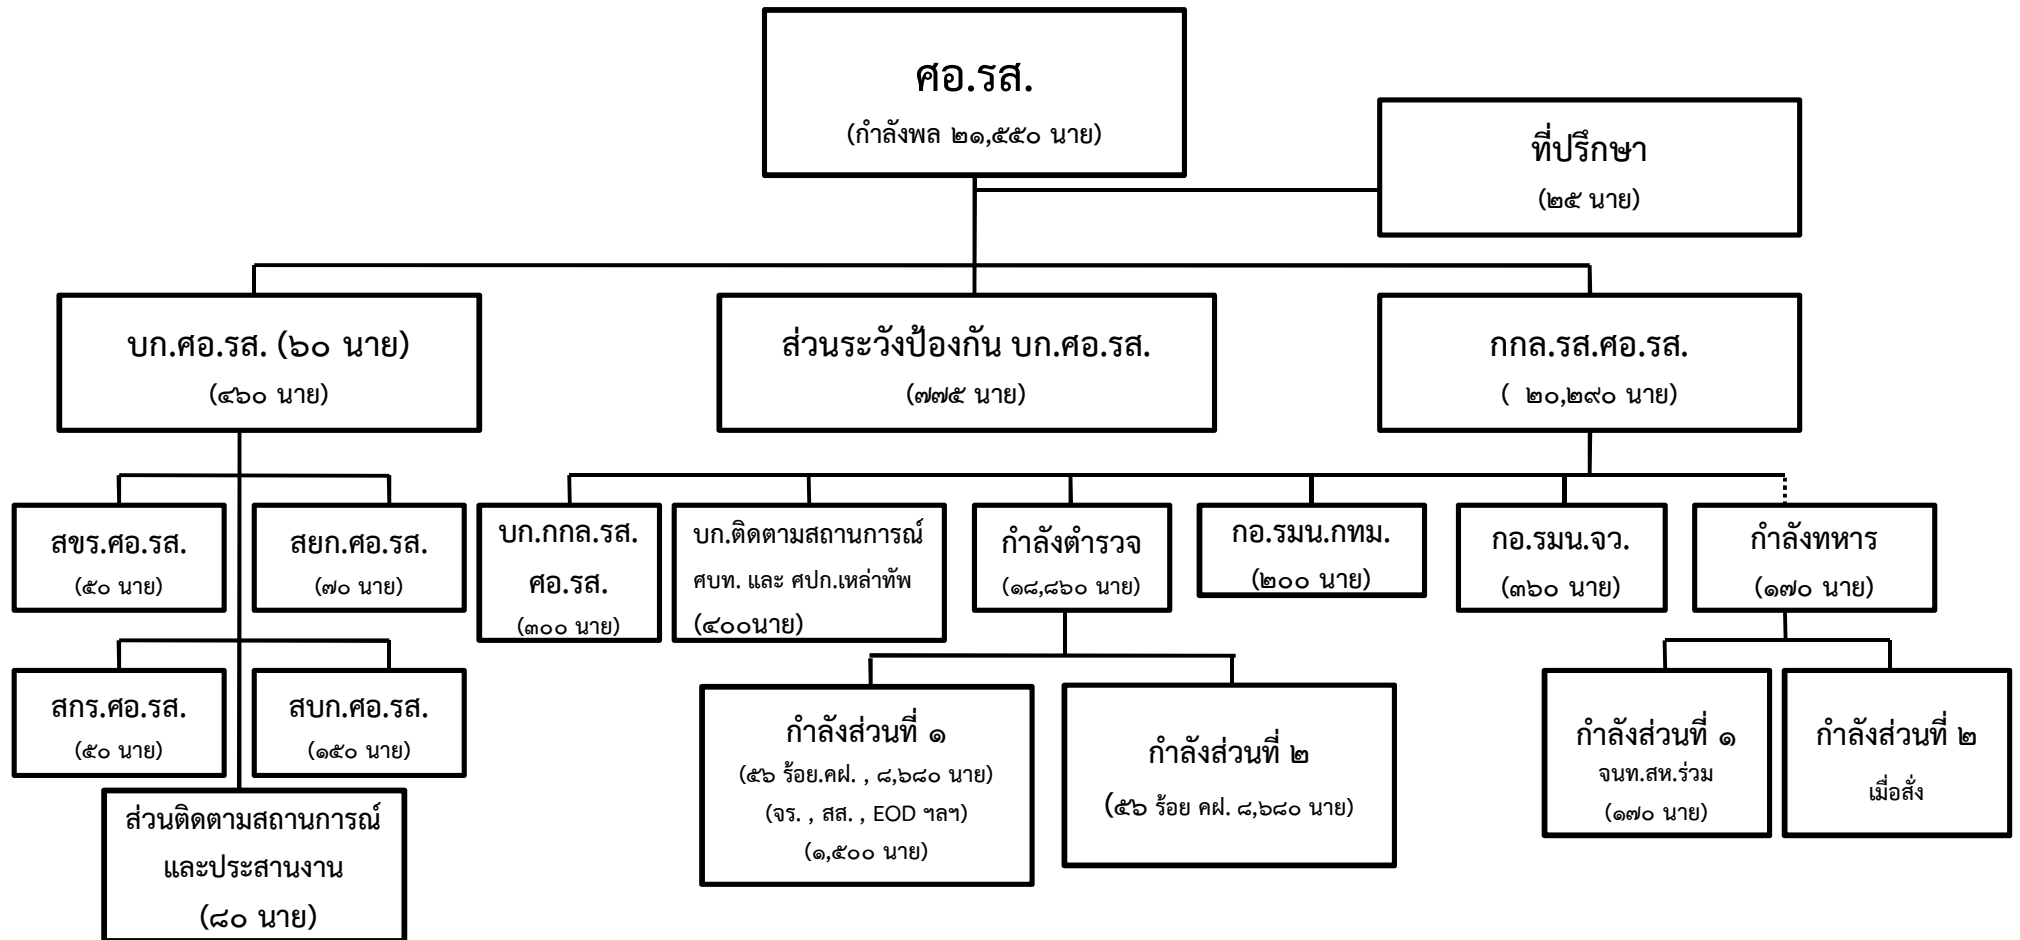 ศอ.รส.
(กำลังพล ๒๑,๕๕๐ นาย)
ที่ปรึกษา
(๒๕ นาย)
บก.ศอ.รส. (๖๐ นาย)
(๔๖๐ นาย)
ส่วนระวังป้องกัน บก.ศอ.รส.
(๗๗๕ นาย)
กกล.รส.ศอ.รส.
( ๒๐,๒๙๐ นาย)
สขร.ศอ.รส.
(๕๐ นาย)
สยก.ศอ.รส.
(๗๐ นาย)
บก.กกล.รส.
ศอ.รส.
(๓๐๐ นาย)
บก.ติดตามสถานการณ์
ศบท. และ ศปก.เหล่าทัพ
(๔๐๐นาย)
กำลังตำรวจ
(๑๘,๘๖๐ นาย)
กอ.รมน.กทม.
(๒๐๐ นาย)
กอ.รมน.จว.
(๓๖๐ นาย)
กำลังทหาร
(๑๗๐ นาย)
สกร.ศอ.รส.
(๕๐ นาย)
สบก.ศอ.รส.
(๑๕๐ นาย)
ส่วนติดตามสถานการณ์
และประสานงาน
(๘๐ นาย)
กำลังส่วนที่ ๑
(๕๖ ร้อย.คฝ. , ๘,๖๘๐ นาย)
(จร. , สส. , EOD ฯลฯ)
(๑,๕๐๐ นาย)
กำลังส่วนที่ ๒
(๕๖ ร้อย คฝ. ๘,๖๘๐ นาย)
กำลังส่วนที่ ๑
จนท.สห.ร่วม
(๑๗๐ นาย)
กำลังส่วนที่ ๒
เมื่อสั่ง